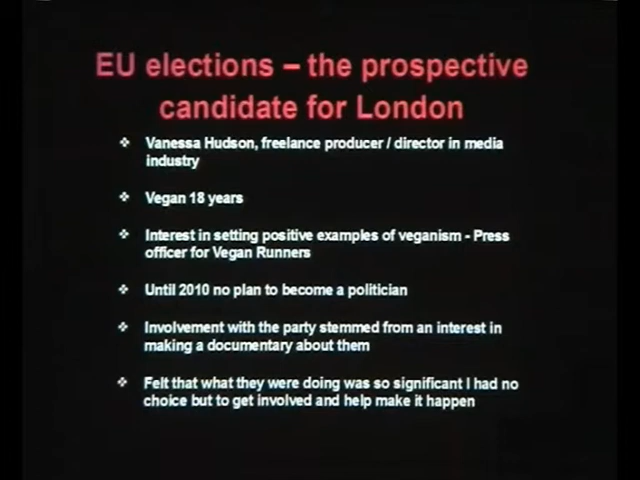 EU elections – the prospective
candidate for London
❖ Vanessa Hudson, freelance producer / director in media
industry
❖ Vegan 18 years
❖ Interest in setting positive examples of veganism - Press
officer for Vegan Runners
❖ Until 2010 no plan to become a politician
❖ Involvement with the party stemmed from an interest in
making a documentary about them
❖ Felt that what they were doing was so significant I had no
choice but to get involved and help make it happen